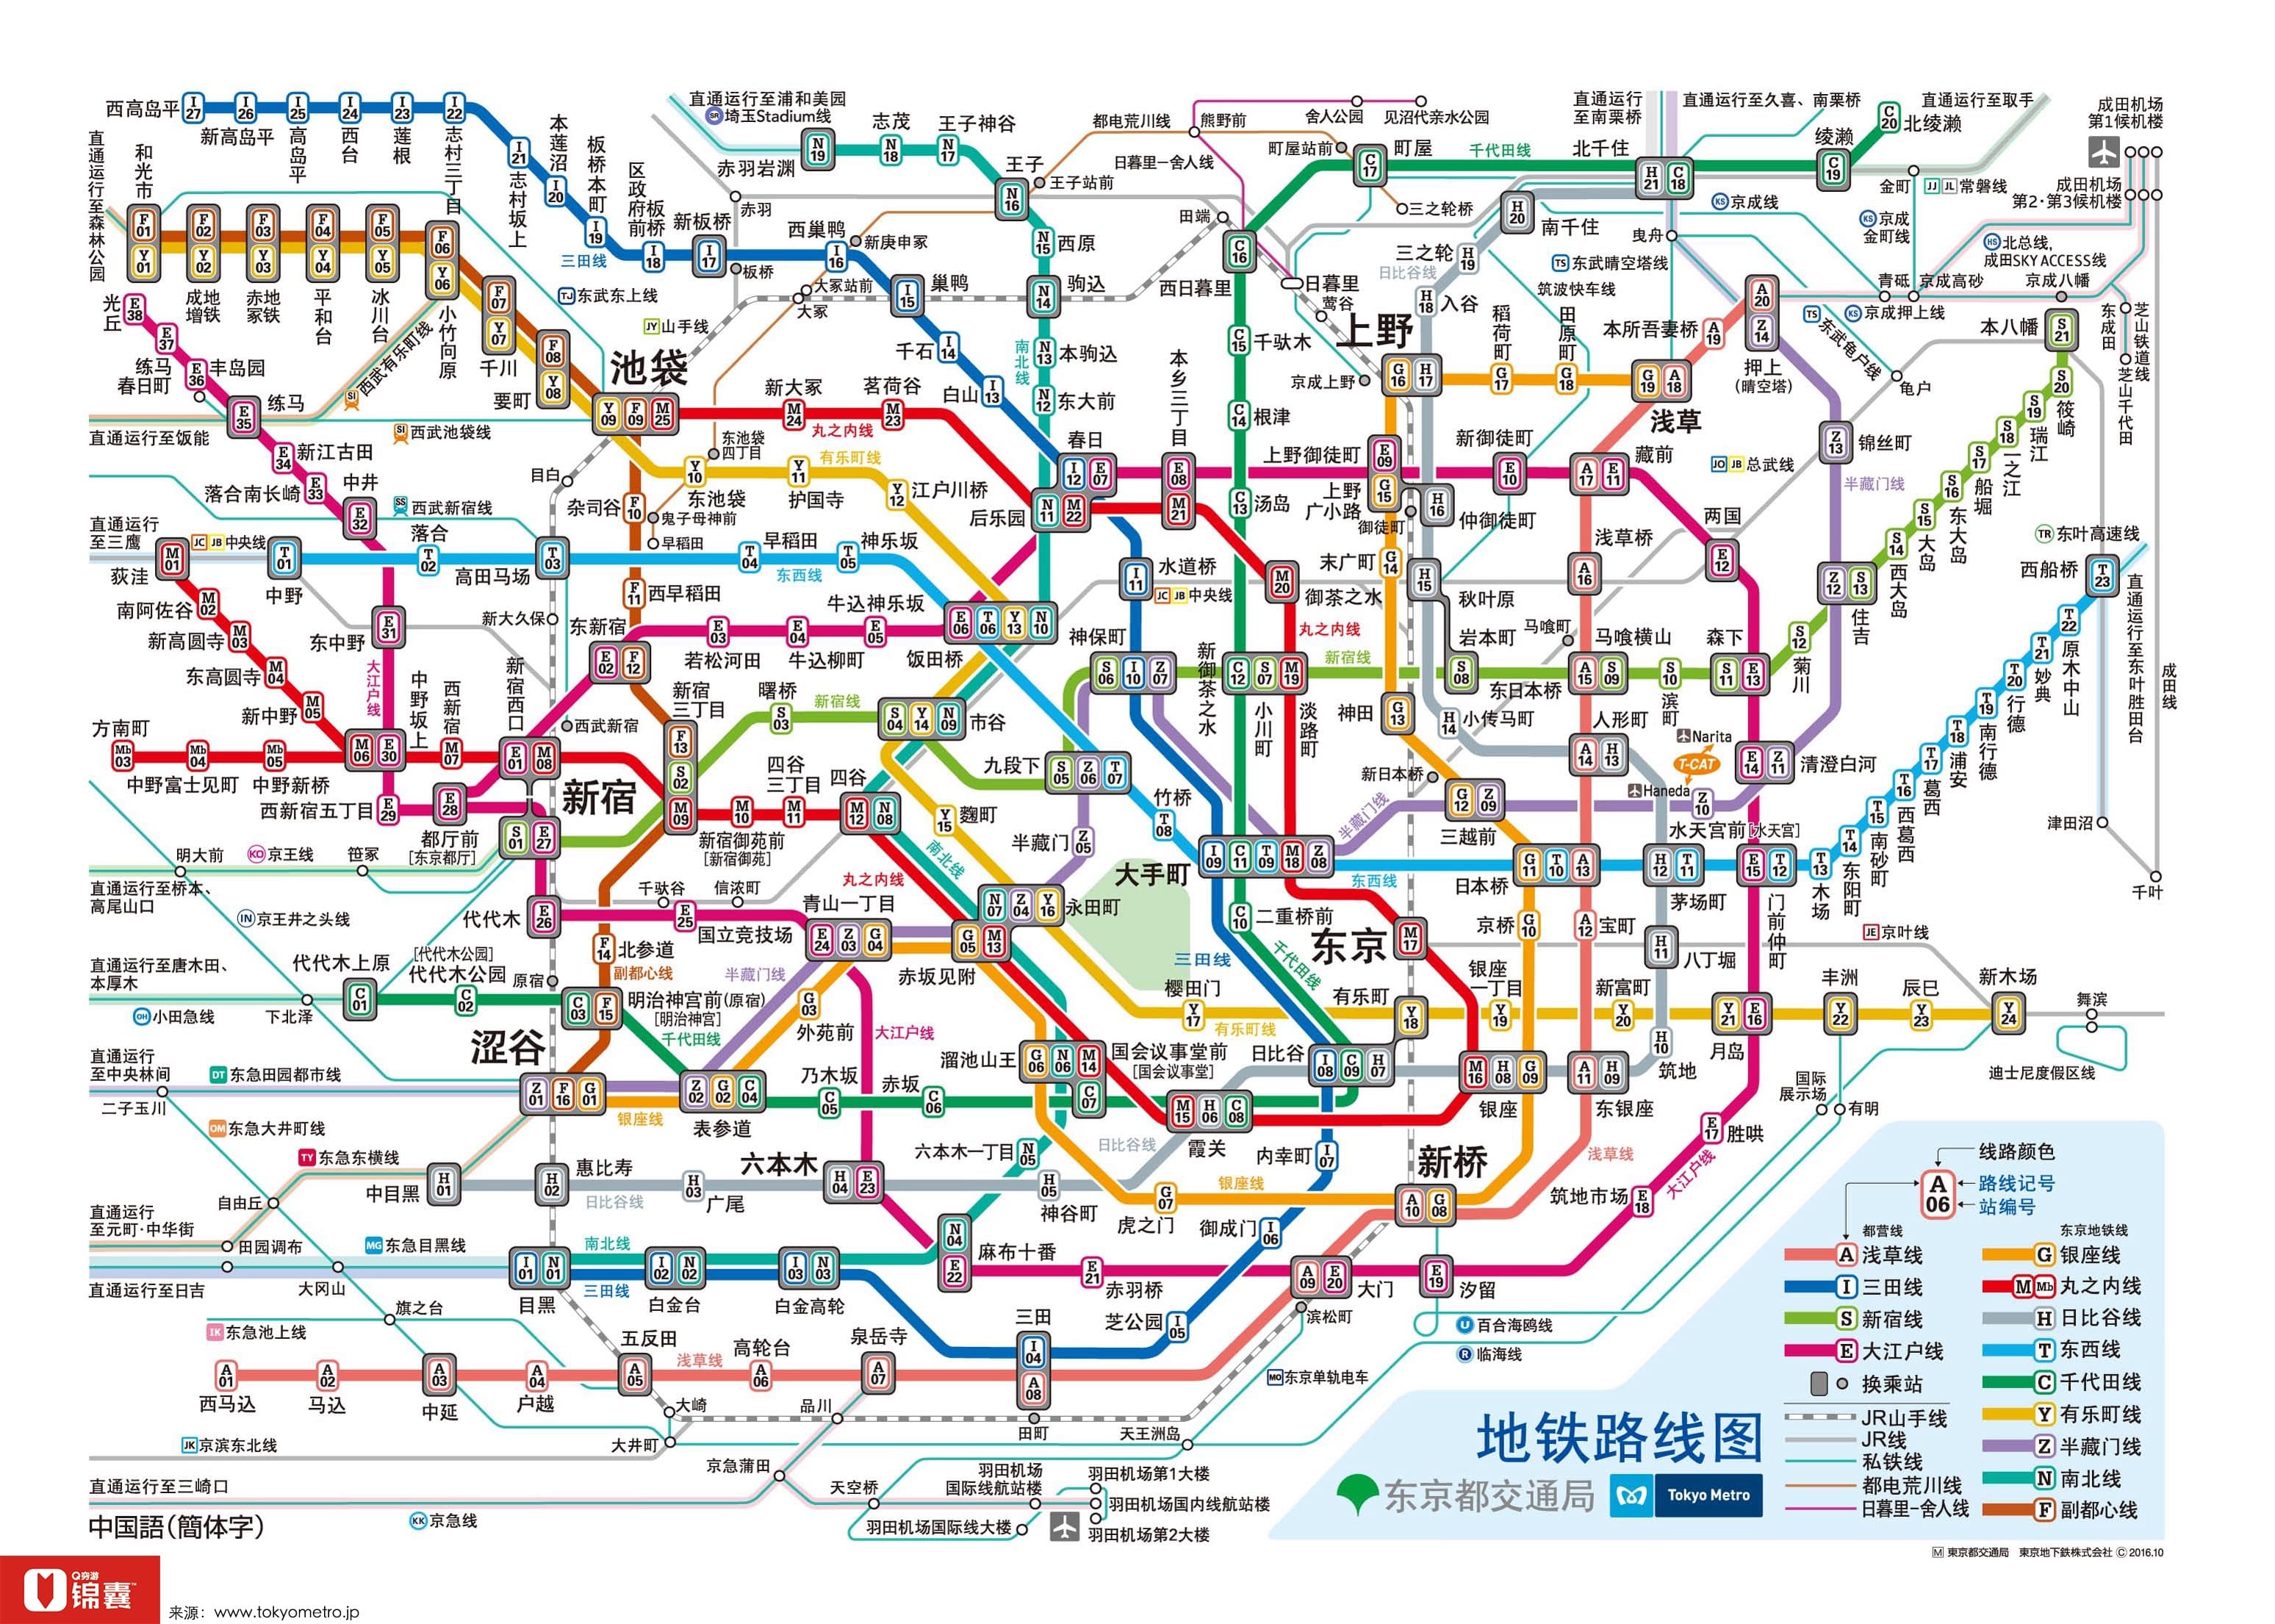 西高岛平
I 27
I 26
I 25
I 24
I 23
I 22
新高岛平
高岛平
西台
莲根
志村三丁目
I 21
志村坂上
本莲沼
I 20
板桥本町
I 19
区政府前
板桥
I 18
三田线
新板桥
I 17
西巢鸭
I 16
新庚申冢
大冢站前
大冢
I 15
巢鸭
千石
I 14
白山
I 13
直通运行至浦和美园
SR 埼玉Stadium线
赤羽岩渊
N 19
志茂
N 18
王子神谷
N 17
王子
N 16
王子站前
赤羽
板桥
西原
N 15
驹込
N 14
南北线
N 13
本驹込
N 12
东大前
都电荒川线
熊野前
舍人公园
见沼代亲水公园
日暮里-舍人线
町屋站前
町屋
C 17
千代田线
三之轮桥
田端
C 16
西日暮里
日暮里
莺谷
直通运行
至南栗桥
直通运行至久喜、南栗桥
北千住
H 21
C 18
绫濑
C 19
C 20
北绫濑
直通运行至取手
金町
JJ JL 常磐线
成田机场
第1候机楼
成田机场
第2·第3候机楼
KS 京成线
KS 京成
金町线
HS 北总线,
成田SKY ACCESS线
H 20
南千住
三之轮
H 19
日比谷线
H 18
入谷
曳舟
TS 东武晴空塔线
筑波快车线
青砥
京成高砂
京成八幡
KS 京成押上线
TS 东武龟户线
龟户
东成田
芝山铁道线
芝山千代田
本八幡
S 21
S 20
筱崎
S 19
瑞江
S 18
一之江
S 17
船堀
S 16
东大岛
S 15
大岛
S 14
西大岛
直通运行至森林公园
和光市
F 01
Y 01
F 02
Y 02
F 03
Y 03
F 04
Y 04
F 05
Y 05
F 06
Y 06
成增
地铁
赤冢
地铁
平和台
冰川台
小竹向原
F 07
Y 07
千川
F 08
Y 08
要町
TJ 东武东上线
JY 山手线
SI 西武有乐町线
光丘
E 38
E 37
练马
春日町
E 36
丰岛园
E 35
练马
直通运行至饭能
SI 西武池袋线
E 34
新江古田
E 33
落合南长崎
中井
E 32
SS 西武新宿线
池袋
Y 09
F 09
M 25
新大冢
M 24
茗荷谷
M 23
丸之内线
有乐町线
东池袋
四丁目
Y 10
东池袋
Y 11
护国寺
Y 12
江户川桥
目白
杂司谷
F 10
鬼子母神前
早稻田
春日
I 12
E 07
后乐园
N 11
M 22
本乡三丁目
E 08
M 21
C 15
千驮木
C 14
根津
C 13
汤岛
上野
G 16
H 17
京成上野
稻荷町
G 17
田原町
G 18
G 19
A 18
浅草
本所吾妻桥
A 19
A 20
Z 14
押上
(晴空塔)
上野御徒町
E 09
上野
广小路
G 15
御徒町
H 16
仲御徒町
新御徒町
E 10
藏前
A 17
E 11
JO JB 总武线
Z 13
锦丝町
半藏门线
两国
E 12
浅草桥
A 16
Z 12
S 13
住吉
TR 东叶高速线
西船桥
T 23
直通运行至东叶胜田台
成田线
直通运行
至三鹰
JC JB 中央线
荻洼
M 01
中野
T 01
落合
T 02
高田马场
T 03
早稻田
T 04
神乐坂
T 05
东西线
M 02
南阿佐谷
M 03
新高圆寺
M 04
东高圆寺
M 05
新中野
东中野
E 31
大江户线
新大久保
F 11
西早稻田
东新宿
E 02
F 12
E 03
若松河田
E 04
牛込柳町
牛込神乐坂
E 05
饭田桥
E 06
T 06
Y 13
N 10
I 11
水道桥
JC JB 中央线
M 20
御茶之水
丸之内线
末广町
G 14
H 15
秋叶原
岩本町
S 08
神保町
S 06
I 10
Z 07
新御茶之水
C 12
S 07
M 19
小川町
淡路町
新宿线
马喰町
马喰横山
A 15
S 09
东日本桥
滨町
S 10
森下
S 11
E 13
菊川
S 12
T 22
原木中山
T 21
妙典
T 20
行德
T 19
南行德
T 18
浦安
T 17
葛西
T 16
西葛西
T 15
南砂町
T 14
东阳町
T 13
木场
方南町
Mb 03
Mb 04
Mb 05
中野富士见町
中野新桥
M 06
E 30
中野坂上
西新宿
M 07
新宿西口
E 01
M 08
西武新宿
新宿
新宿
三丁目
F 13
S 02
M 09
曙桥
S 03
新宿线
S 04
Y 14
N 09
市谷
九段下
S 05
Z 06
T 07
神田
G 13
H 14
小传马町
人形町
A 14
H 13
Narita
T-CAT
Haneda
E 14
Z 11
清澄白河
新日本桥
G 12
Z 09
三越前
半藏门线
Z 10
水天宫前[水天宫]
西新宿五丁目
E 29
E 28
都厅前
[东京都厅]
S 01
E 27
M 10
新宿御苑前
[新宿御苑]
四谷
三丁目
M 11
四谷
M 12
N 08
Y 15
麴町
半藏门
Z 05
竹桥
T 08
大手町
I 09
C 11
T 09
M 18
Z 08
东西线
日本桥
G 11
T 10
A 13
H 12
T 11
茅场町
E 15
T 12
门前仲町
津田沼
千叶
明大前
KO 京王线
笹冢
直通运行至桥本、
高尾山口
IN 京王井之头线
代代木
E 26
千驮谷
信浓町
E 25
国立竞技场
丸之内线
南北线
青山一丁目
E 24
Z 03
G 04
N 07
Z 04
Y 16
永田町
G 05
M 13
赤坂见附
C 10
二重桥前
三田线
千代田线
东京
M 17
京桥
G 10
A 12
宝町
H 11
八丁堀
JE 京叶线
直通运行至唐木田、
本厚木
代代木上原
C 01
[代代木公园]
代代木公园
C 02
原宿
F 14
北参道
副都心线
C 03
F 15
明治神宫前(原宿)
[明治神宫]
千代田线
半藏门线
G 03
外苑前
大江户线
OH 小田急线
下北泽
樱田门
Y 17
有乐町线
有乐町
Y 18
银座
一丁目
Y 19
新富町
Y 20
Y 21
E 16
月岛
丰洲
Y 22
辰巳
Y 23
新木场
Y 24
舞滨
迪士尼度假区线
涩谷
Z 01
F 16
G 01
银座线
Z 02
G 02
C 04
表参道
乃木坂
C 05
赤坂
C 06
溜池山王
G 06
N 06
M 14
C 07
国会议事堂前
[国会议事堂]
日比谷
I 08
C 09
H 07
M 15
H 06
C 08
霞关
M 16
H 08
G 09
银座
A 11
H 09
东银座
H 10
筑地
国际
展示场
有明
直通运行
至中央林间
DT 东急田园都市线
二子玉川
OM 东急大井町线
TY 东急东横线
中目黑
H 01
H 02
惠比寿
日比谷线
H 03
广尾
六本木
H 04
E 23
六本木一丁目
N 05
日比谷线
H 05
神谷町
G 07
虎之门
银座线
内幸町
I 07
御成门
I 06
新桥
A 10
G 08
浅草线
筑地市场
E 18
大江户线
E 17
胜哄
自由丘
直通运行
至元町·中华街
田园调布
MG 东急目黑线
直通运行至日吉
大冈山
I 01
N 01
目黑
南北线
三田线
I 02
N 02
白金台
I 03
N 03
白金高轮
N 04
E 22
麻布十番
E 21
赤羽桥
A 09
E 20
大门
E 19
汐留
滨松町
芝公园
I 05
三田
I 04
A 08
U 百合海鸥线
R 临海线
MO 东京单轨电车
旗之台
IK 东急池上线
A 01
西马込
A 02
马込
A 03
中延
A 04
户越
五反田
A 05
浅草线
高轮台
A 06
泉岳寺
A 07
大崎
品川
田町
天王洲岛
JK 京滨东北线
大井町
京急蒲田
直通运行至三崎口
天空桥
羽田机场
国际线航站楼
羽田机场第1大楼
羽田机场国内线航站楼
羽田机场国际线大楼
羽田机场第2大楼
中国語(簡体字)
KK 京急线
线路颜色
A 06
路线记号
站编号
都营线
东京地铁线
A 浅草线
G 银座线
I 三田线
M Mb 丸之内线
S 新宿线
H 日比谷线
E 大江户线
T 东西线
换乘站
C 千代田线
JR山手线
Y 有乐町线
JR线
Z 半藏门线
私铁线
N 南北线
都电荒川线
日暮里-舍人线
F 副都心线
地铁路线图
东京都交通局
Tokyo Metro
M 東京都交通局 東京地下鉄株式会社 © 2016.10
Q穷游
锦囊
来源：www.tokyometro.jp